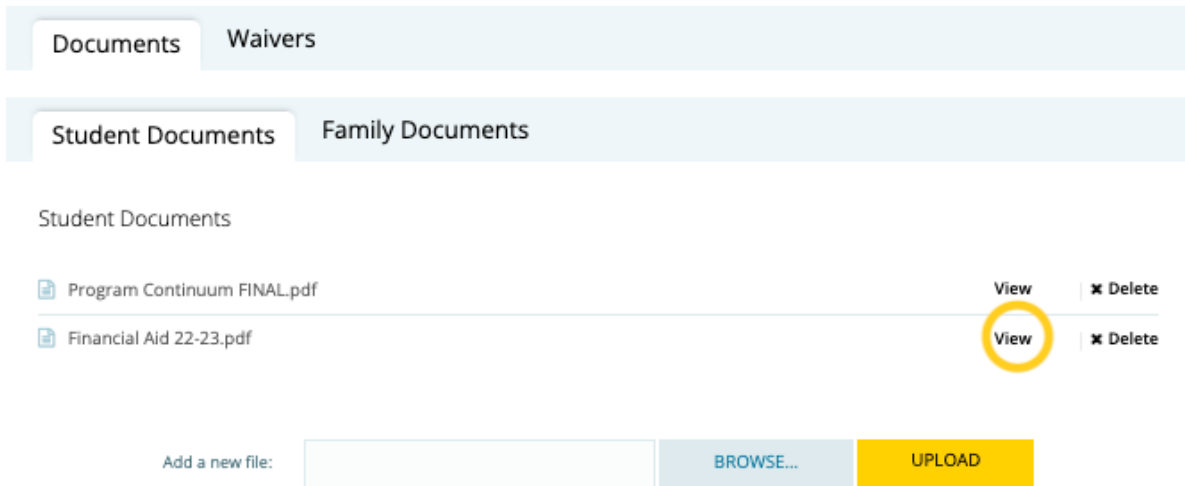 Documents Waivers
Student Documents Family Documents
Student Documents
Program Continuum FINAL.pdf View ✖ Delete
Financial Aid 22-23.pdf View ✖ Delete
Add a new file: BROWSE... UPLOAD